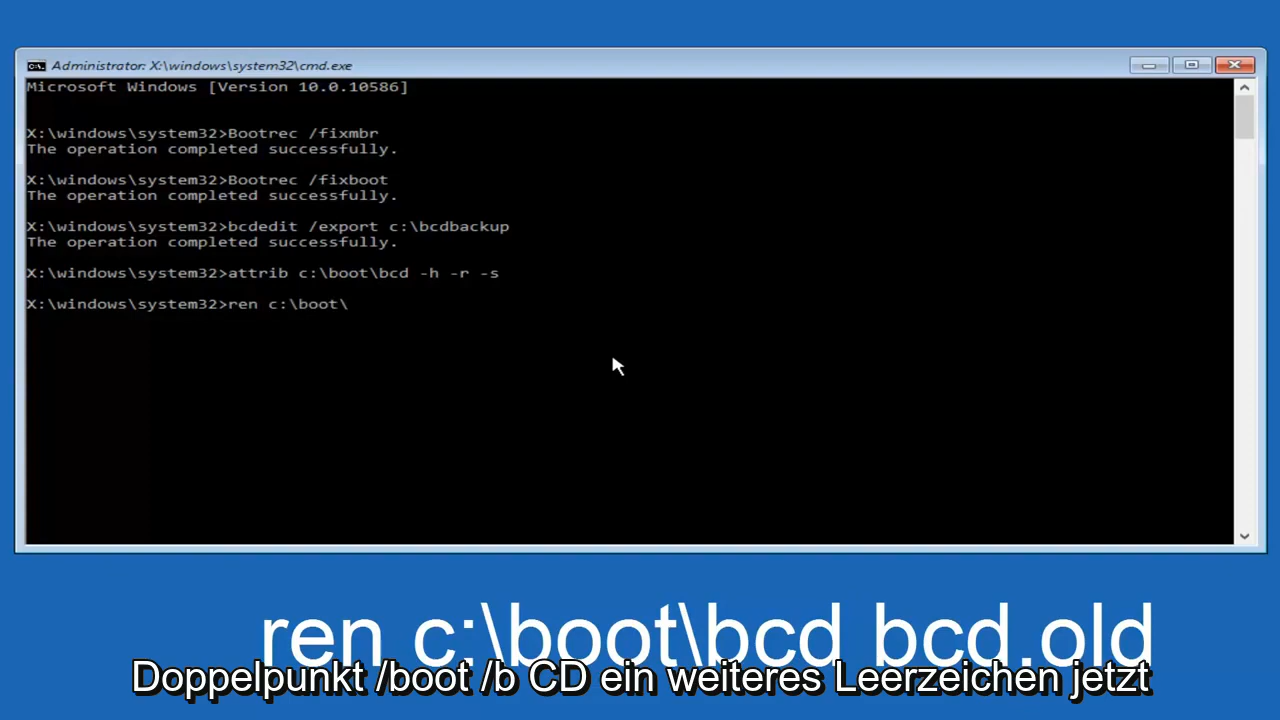 Administrator: X:\windows\system32\cmd.exe
Microsoft Windows [Version 10.0.10586]
X:\windows\system32>Bootrec /fixmbr
The operation completed successfully.
X:\windows\system32>Bootrec /fixboot
The operation completed successfully.
X:\windows\system32>bcdedit /export c:\bcdbackup
The operation completed successfully.
X:\windows\system32>attrib c:\boot\bcd -h -r -s
X:\windows\system32>ren c:\boot\
ren c:\boot\bcd bcd.old
Doppelpunkt /boot /b CD ein weiteres Leerzeichen jetzt